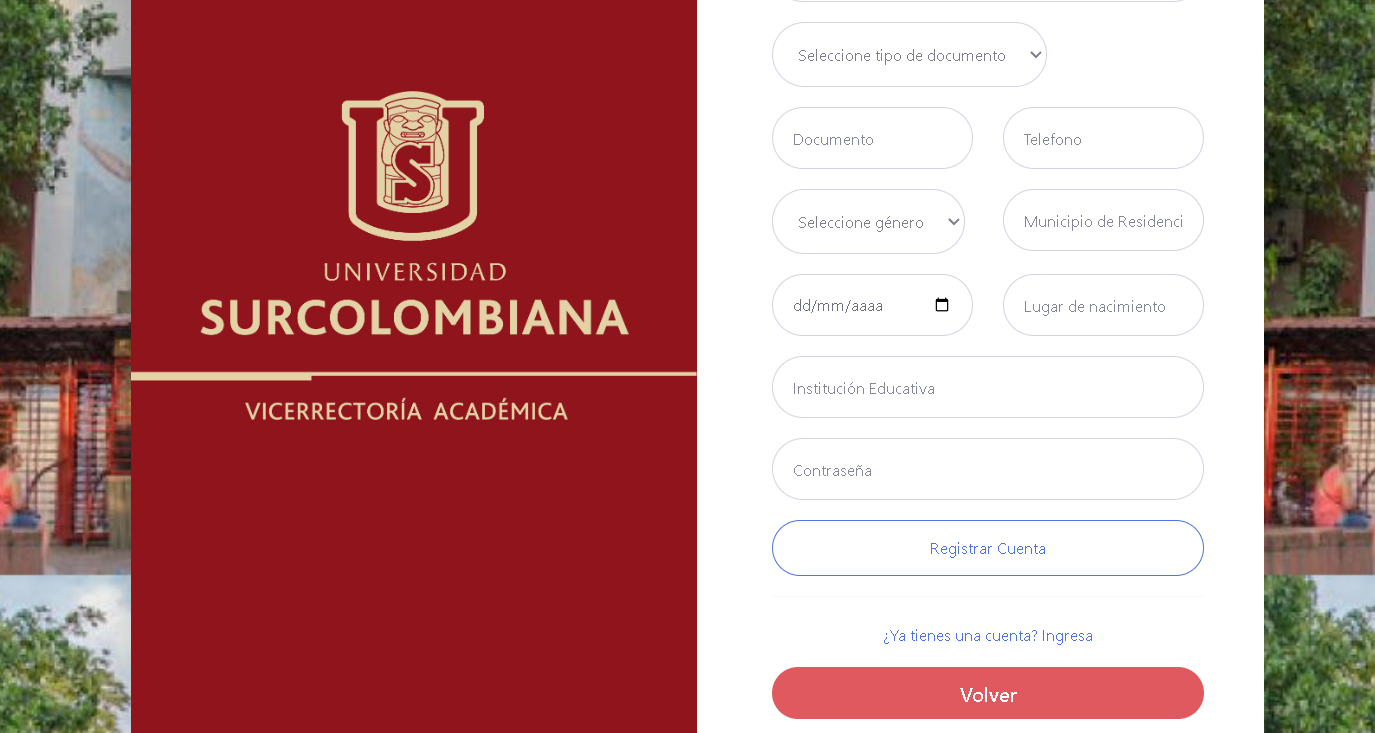 UNIVERSIDAD
SURCOLOMBIANA
VICERRECTORÍA ACADÉMICA
Seleccione tipo de documento
Documento
Telefono
Seleccione género
Municipio de Residenci
dd/mm/aaaa
Lugar de nacimiento
Institución Educativa
Contraseña
Registrar Cuenta
¿Ya tienes una cuenta? Ingresa
Volver